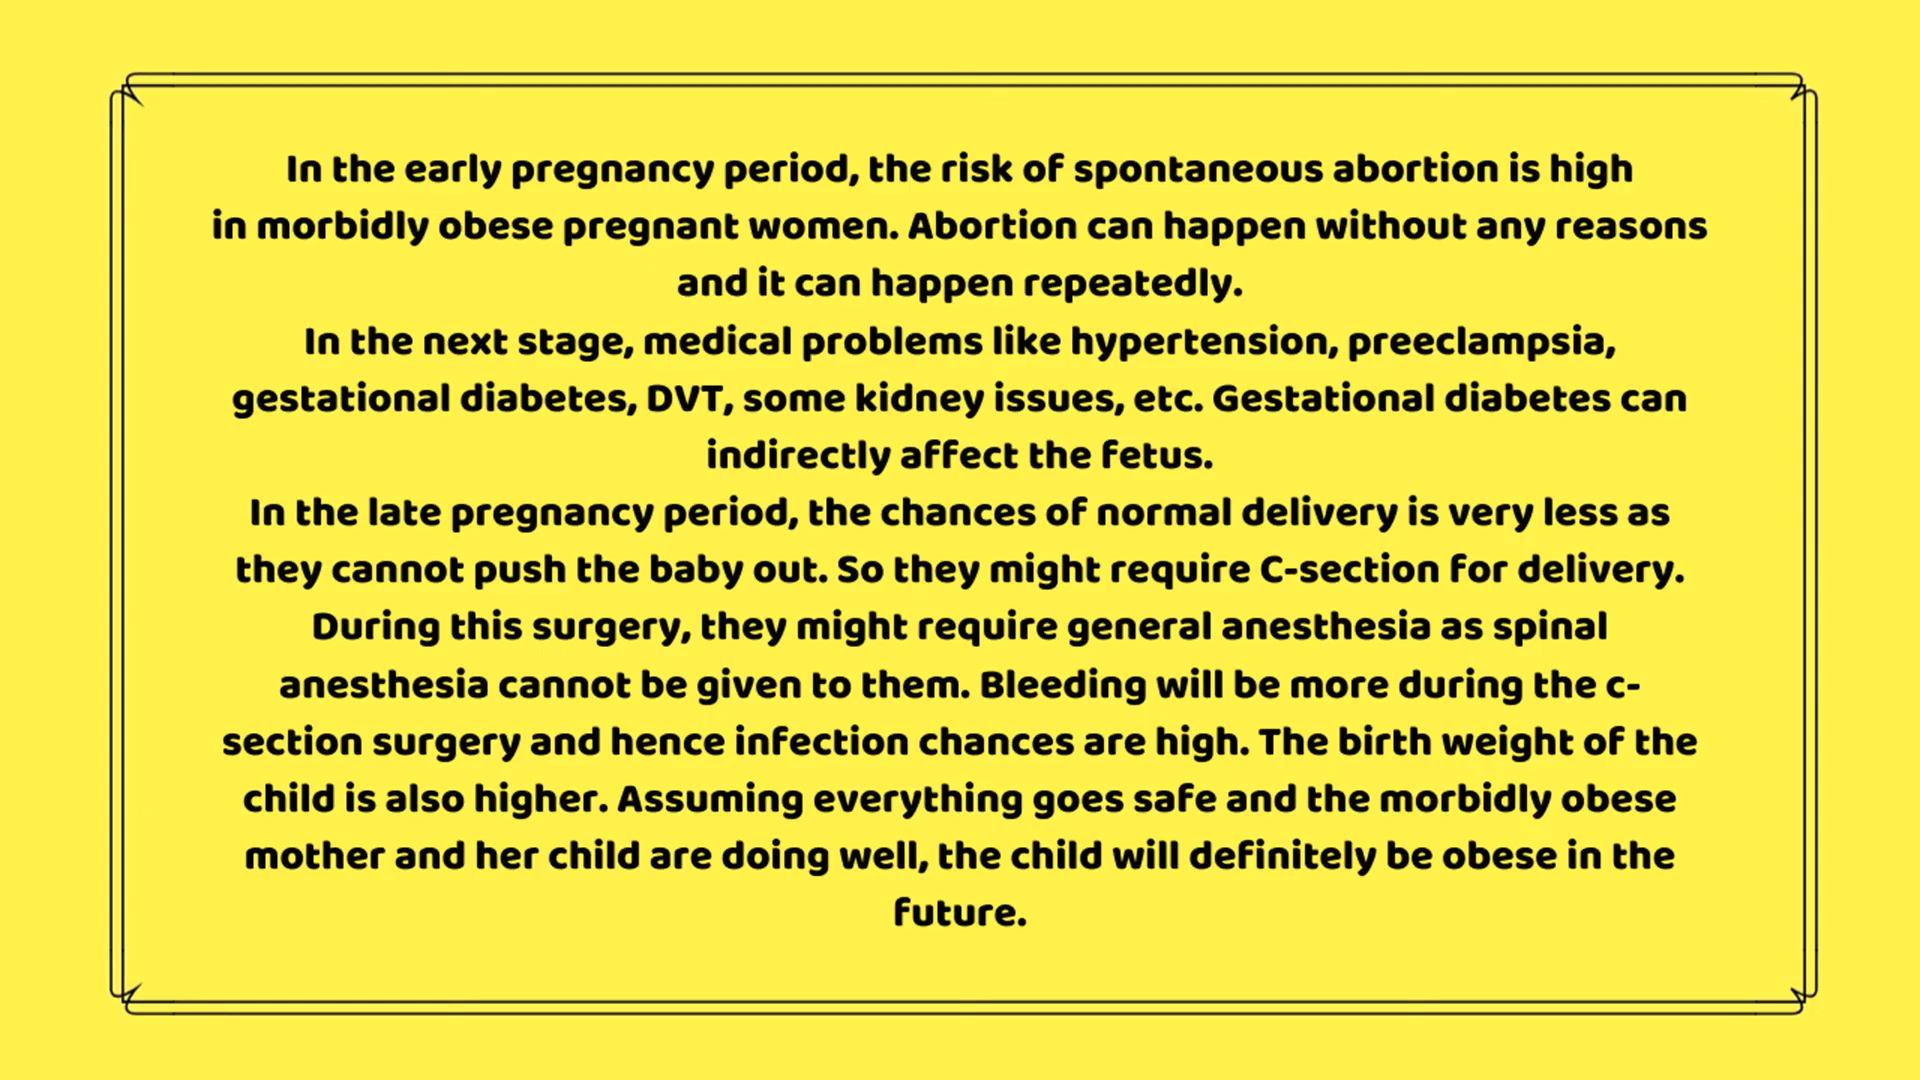 In the early pregnancy period, the risk of spontaneous abortion is high
in morbidly obese pregnant women. Abortion can happen without any reasons
and it can happen repeatedly.
In the next stage, medical problems like hypertension, preeclampsia,
gestational diabetes, DVT, some kidney issues, etc. Gestational diabetes can
indirectly affect the fetus.
In the late pregnancy period, the chances of normal delivery is very less as
they cannot push the baby out. So they might require C-section for delivery.
During this surgery, they might require general anesthesia as spinal
anesthesia cannot be given to them. Bleeding will be more during the c-
section surgery and hence infection chances are high. The birth weight of the
child is also higher. Assuming everything goes safe and the morbidly obese
mother and her child are doing well, the child will definitely be obese in the
future.